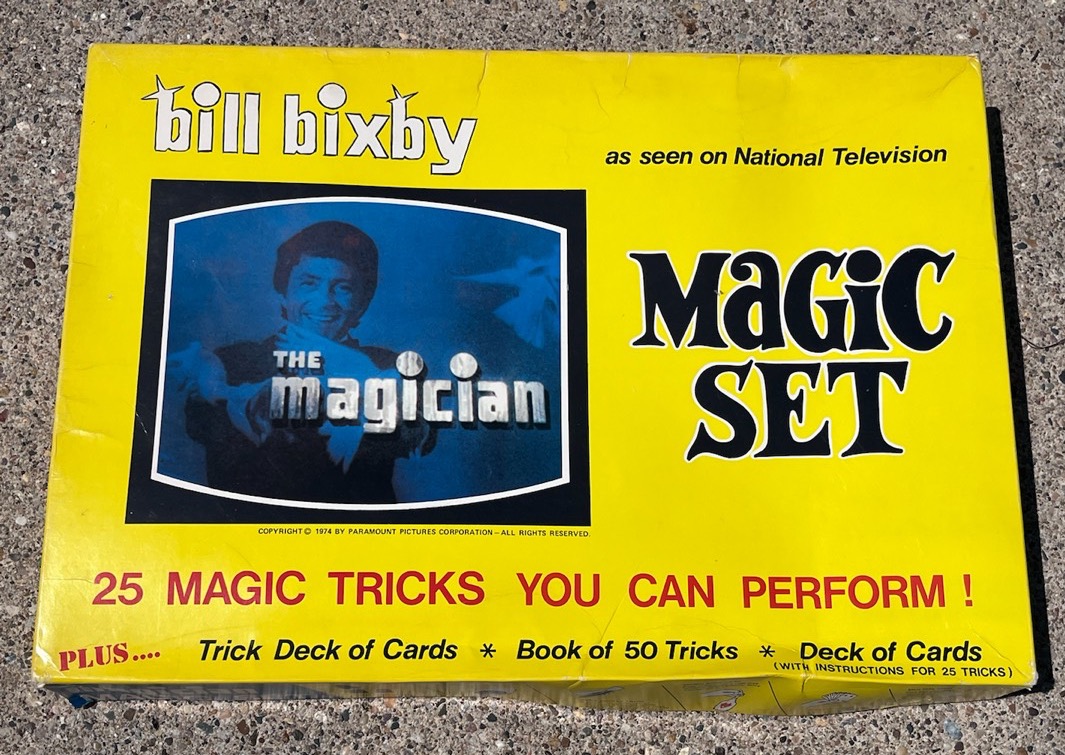 bill bixby
as seen on National Television
THE
magician
MaGiC
SET
COPYRIGHT © 1974 BY PARAMOUNT PICTURES CORPORATION – ALL RIGHTS RESERVED.
25 MAGIC TRICKS YOU CAN PERFORM !
PLUS.... Trick Deck of Cards * Book of 50 Tricks * Deck of Cards
(WITH INSTRUCTIONS FOR 25 TRICKS)